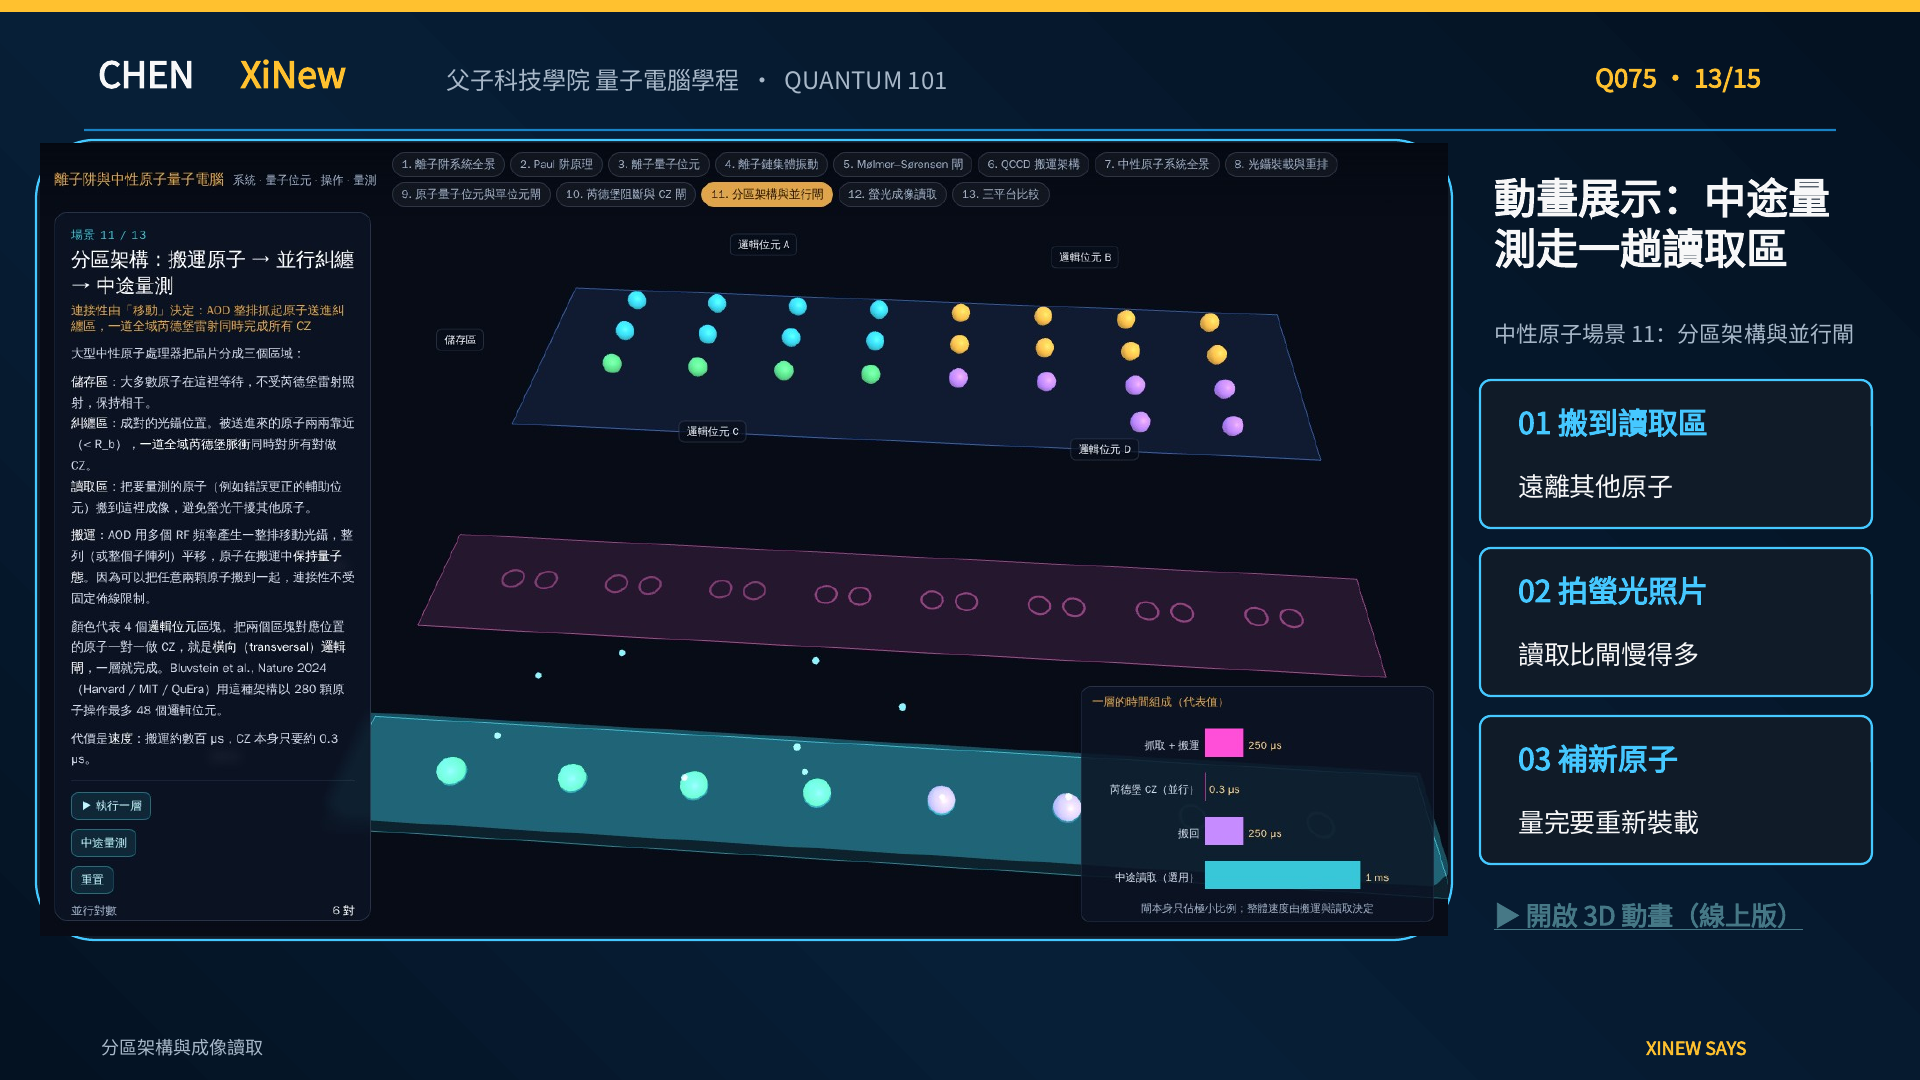 CHEN XiNew 父子科技學院 量子電腦學程 · QUANTUM 101 Q075 · 13/15
離子阱與中性原子量子電腦 系統 · 量子位元 · 操作 · 量測
1. 離子阱系統全景
2. Paul 阱原理
3. 離子量子位元
4. 離子鏈集體振動
5. Mølmer–Sørensen 閘
6. QCCD 搬運架構
7. 中性原子系統全景
8. 光鑷裝載與重排
9. 原子量子位元與單位元閘
10. 芮德堡阻斷與 CZ 閘
11. 分區架構與並行閘
12. 螢光成像讀取
13. 三平台比較
場景 11 / 13
分區架構：搬運原子 → 並行糾纏
→ 中途量測
連接性由「移動」決定：AOD 整排抓起原子送進糾
纏區，一道全域芮德堡雷射同時完成所有 CZ
大型中性原子處理器把晶片分成三個區域：
儲存區：大多數原子在這裡等待，不受芮德堡雷射照
射，保持相干。
糾纏區：成對的光鑷位置。被送進來的原子兩兩靠近
（< R_b），一道全域芮德堡脈衝同時對所有對做
CZ。
讀取區：把要量測的原子（例如錯誤更正的輔助位
元）搬到這裡成像，避免螢光干擾其他原子。
搬運：AOD 用多個 RF 頻率產生一整排移動光鑷，整
列（或整個子陣列）平移，原子在搬運中保持量子
態。因為可以把任意兩顆原子搬到一起，連接性不受
固定佈線限制。
顏色代表 4 個邏輯位元區塊。把兩個區塊對應位置
的原子一對一做 CZ，就是橫向（transversal）邏輯
閘，一層就完成。Bluvstein et al., Nature 2024
（Harvard / MIT / QuEra）用這種架構以 280 顆原
子操作最多 48 個邏輯位元。
代價是速度：搬運約數百 μs，CZ 本身只要約 0.3
μs。
▶ 執行一層
中途量測
重置
並行對數 6 對
邏輯位元 A
邏輯位元 B
儲存區
邏輯位元 C
邏輯位元 D
一層的時間組成（代表值）
抓取 + 搬運 250 μs
芮德堡 CZ（並行） 0.3 μs
搬回 250 μs
中途讀取（選用） 1 ms
閘本身只佔極小比例；整體速度由搬運與讀取決定
動畫展示：中途量
測走一趟讀取區
中性原子場景 11：分區架構與並行閘
01 搬到讀取區
遠離其他原子
02 拍螢光照片
讀取比閘慢得多
03 補新原子
量完要重新裝載
▶ 開啟 3D 動畫（線上版）
分區架構與成像讀取
XINEW SAYS